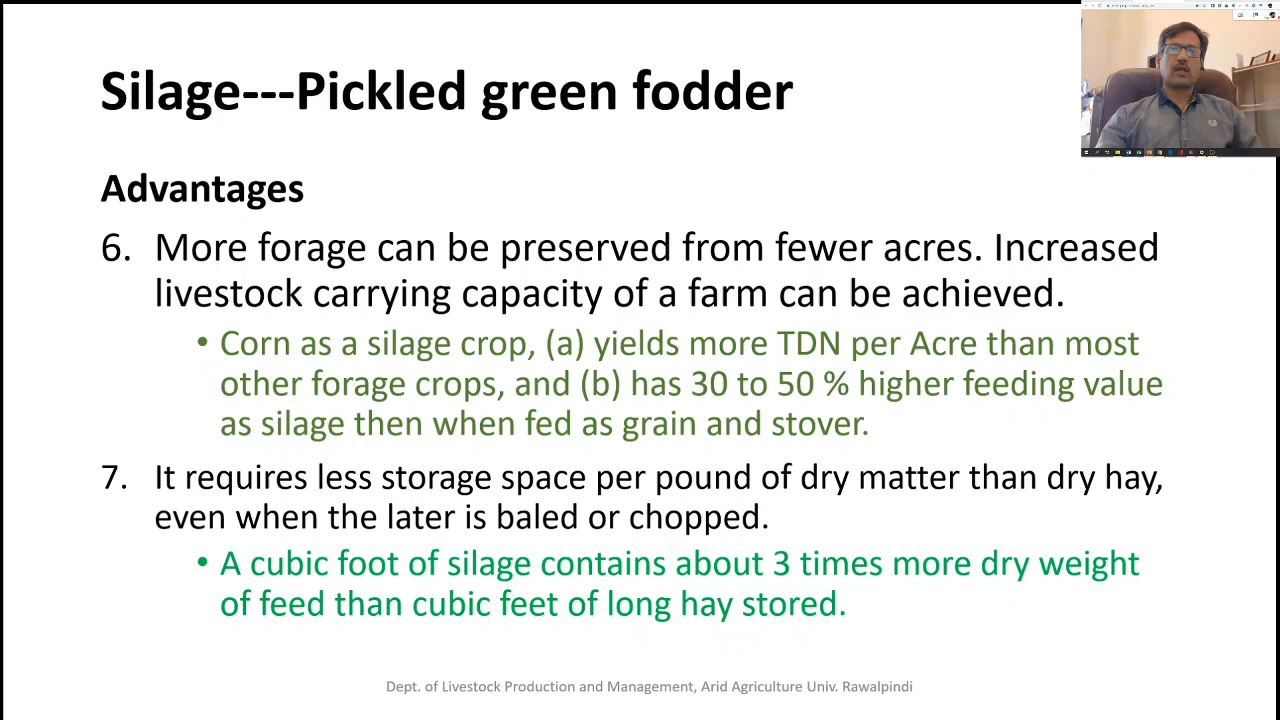 Silage---Pickled green fodder
Advantages
6. More forage can be preserved from fewer acres. Increased
livestock carrying capacity of a farm can be achieved.
• Corn as a silage crop, (a) yields more TDN per Acre than most
other forage crops, and (b) has 30 to 50 % higher feeding value
as silage then when fed as grain and stover.
7. It requires less storage space per pound of dry matter than dry hay,
even when the later is baled or chopped.
• A cubic foot of silage contains about 3 times more dry weight
of feed than cubic feet of long hay stored.
Dept. of Livestock Production and Management, Arid Agriculture Univ. Rawalpindi